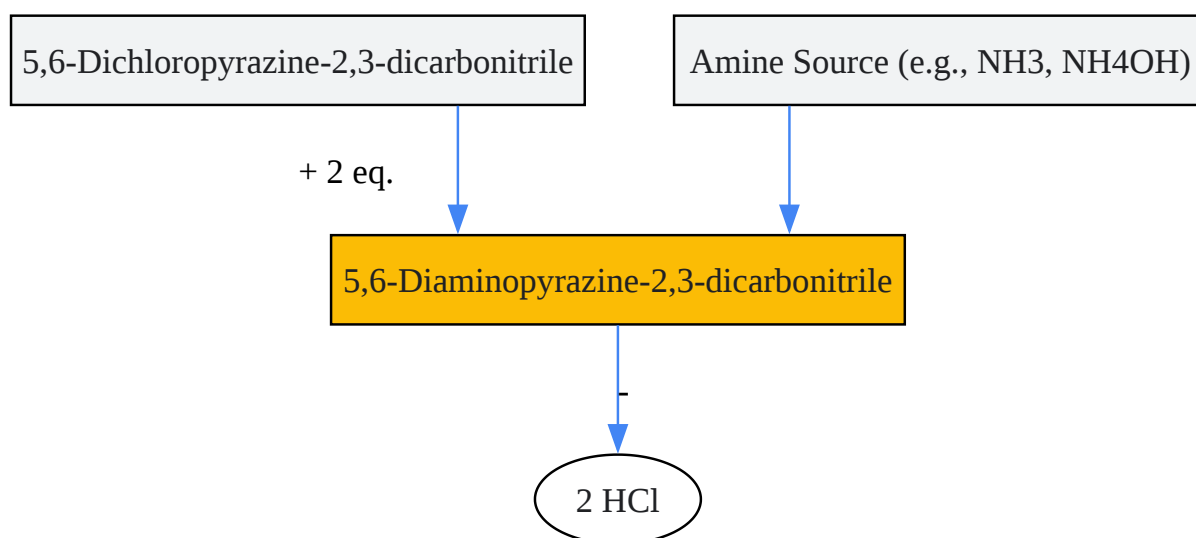 5,6-Dichloropyrazine-2,3-dicarbonitrile
Amine Source (e.g., NH3, NH4OH)
+ 2 eq.
5,6-Diaminopyrazine-2,3-dicarbonitrile
-
2 HCl